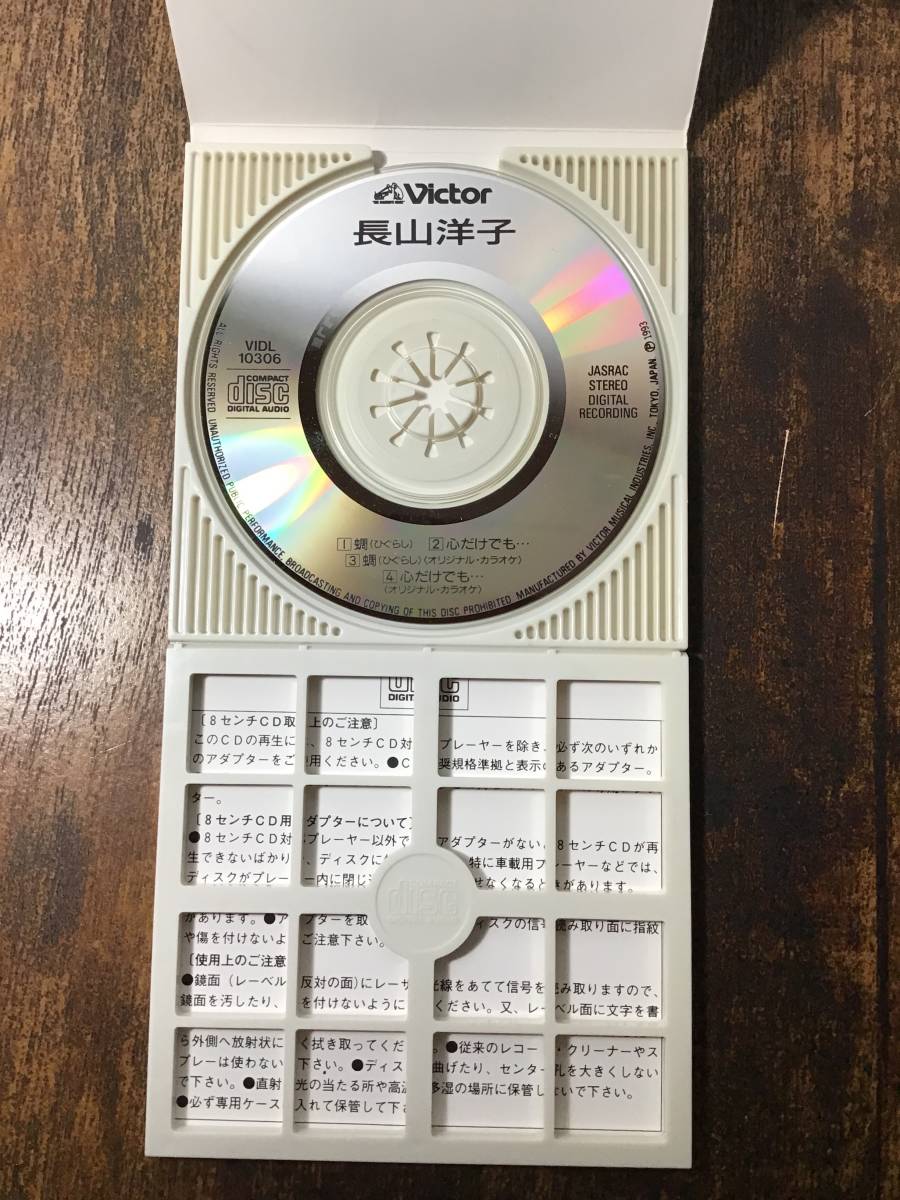 Victor
長山洋子
VIDL
10306
COMPACT
disc
DIGITAL AUDIO
JASRAC
STEREO
DIGITAL
RECORDING
1 蜩(ひぐらし) 2 心だけでも…
3 蜩(ひぐらし)(オリジナル・カラオケ)
4 心だけでも…
(オリジナル・カラオケ)
ALL RIGHTS RESERVED. UNAUTHORIZED PUBLIC PERFORMANCE, BROADCASTING AND COPYING OF THIS DISC PROHIBITED. MANUFACTURED BY VICTOR MUSICAL INDUSTRIES, INC., TOKYO, JAPAN ℗1993
DIGIT UDIO
〔8センチCD取 上のご注意〕
このCDの再生に 、8センチCD対 プレーヤーを除き、必ず次のいずれか
のアダプターをご 用ください。●C 奨規格準拠と表示の あるアダプター。
ター。
〔8センチCD用 ダプターについて〕
●8センチCD対 プレーヤー以外で アダプターがないと 8センチCDが再
生できないばかり 、ディスクに 特に車載用プ ーヤーなどでは、
ディスクがプレー ー内に閉じ せなくなると きがあります。
があります。●ア プターを取 ィスクの信号 読み取り面に指紋
や傷を付けないよ ご注意下さい。
〔使用上のご注意
●鏡面(レーベル 反対の面)にレーザ 光線をあてて信号を 読み取りますので、
鏡面を汚したり、 を付けないように ください。又、レー ベル面に文字を書
ら外側へ放射状に く拭き取ってくだ 。●従来のレコー ・クリーナーやス
プレーは使わない 下さい。●ディス 曲げたり、センター 孔を大きくしない
で下さい。●直射 光の当たる所や高温 多湿の場所に保管し ないで下さい。
●必ず専用ケース 入れて保管して下さ
disc